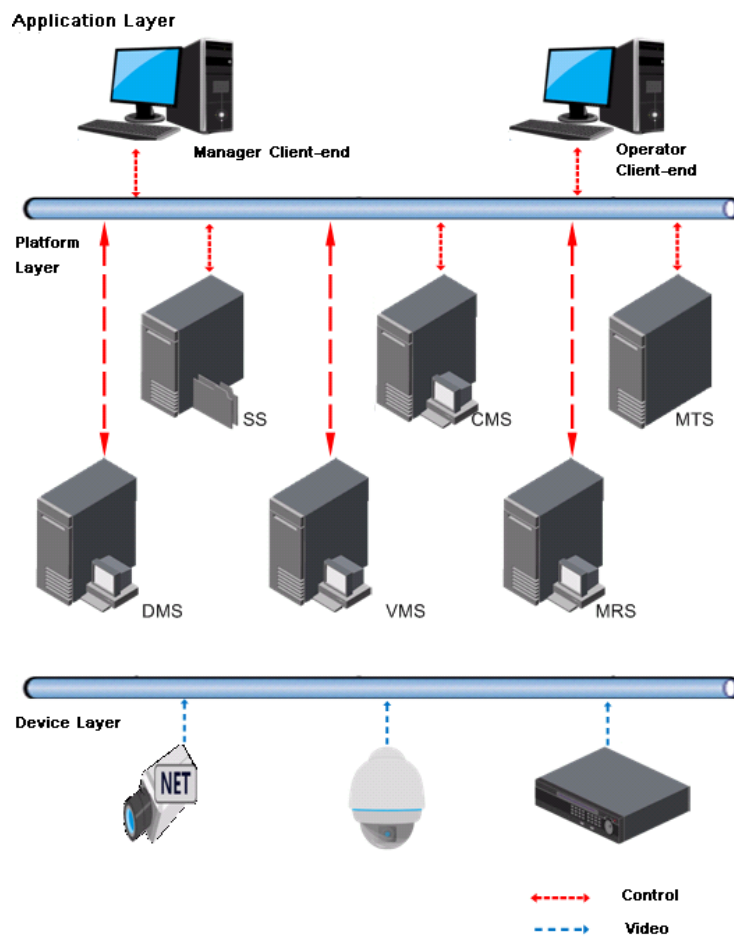 Application Layer
Manager Client-end
Operator
Client-end
Platform
Layer
SS
CMS
MTS
DMS
VMS
MRS
Device Layer
NET
Control
Video